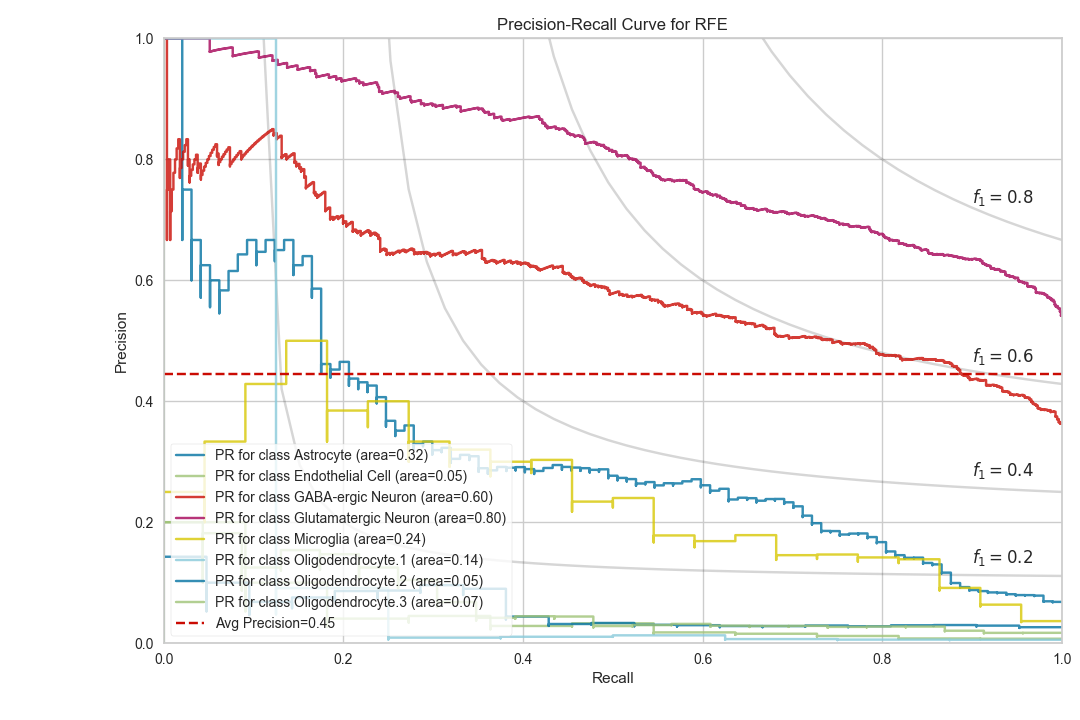 Precision-Recall Curve for RFE
1.0
0.8
0.6
0.4
0.2
0.0
Precision
f1 = 0.8
f1 = 0.6
f1 = 0.4
f1 = 0.2
PR for class Astrocyte (area=0.32)
PR for class Endothelial Cell (area=0.05)
PR for class GABA-ergic Neuron (area=0.60)
PR for class Glutamatergic Neuron (area=0.80)
PR for class Microglia (area=0.24)
PR for class Oligodendrocyte.1 (area=0.14)
PR for class Oligodendrocyte.2 (area=0.05)
PR for class Oligodendrocyte.3 (area=0.07)
Avg Precision=0.45
0.0 0.2 0.4 0.6 0.8 1.0
Recall